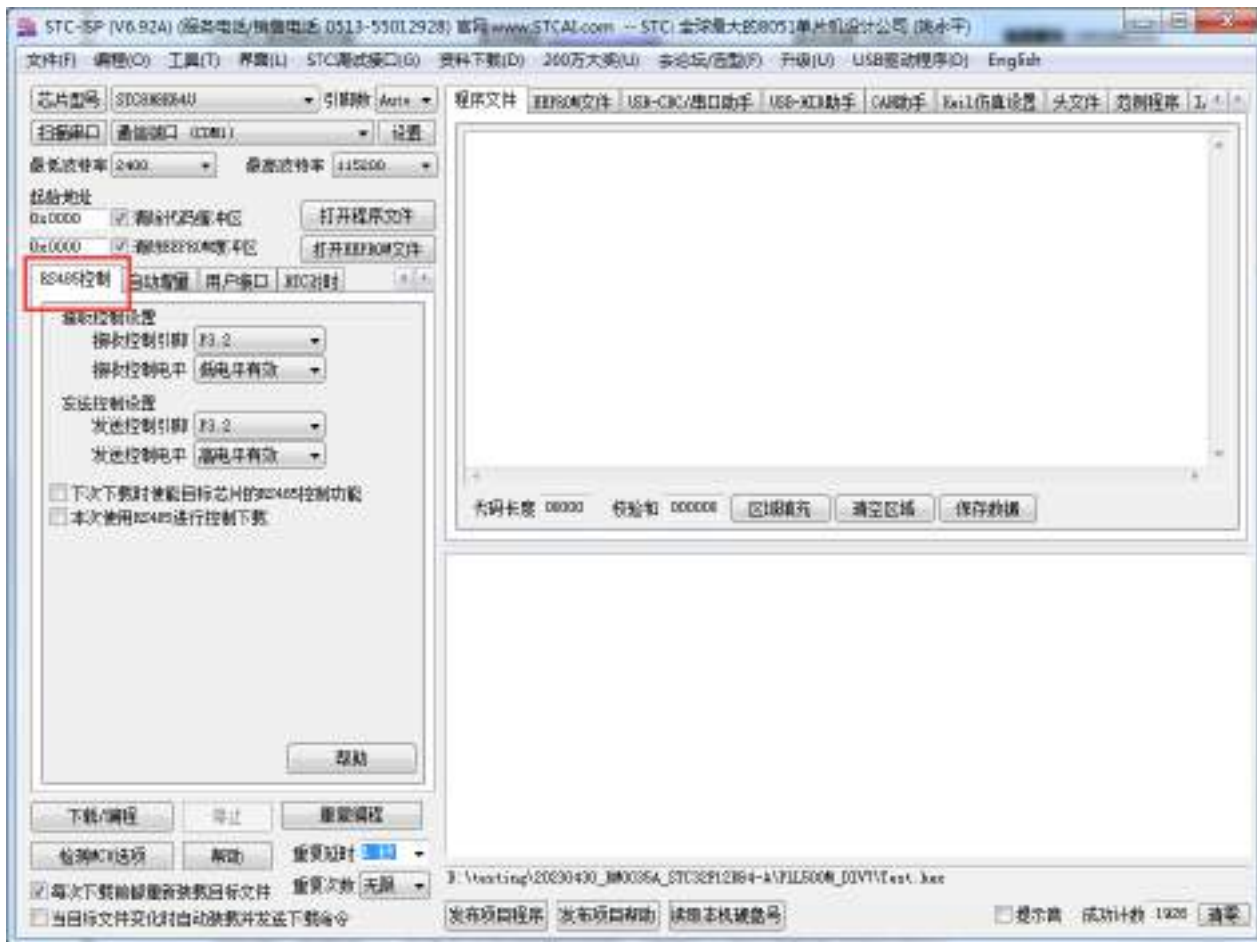 STC-ISP (V6.92A) (服务电话/销售电话: 0513-55012928) 官网:www.STCAI.com -- STC: 全球最大的8051单片机设计公司 (姚永平)
文件(F) 编程(O) 工具(T) 界面(L) STC调试接口(G) 资料下载(D) 200万大奖(U) 去论坛/选型(F) 升级(U) USB驱动程序(O) English
芯片型号 STC8H8K64U 引脚数 Auto
扫描串口 通信端口 (COM1) 设置
最低波特率 2400 最高波特率 115200
起始地址
0x0000 清除代码缓冲区 打开程序文件
0x0000 清除EEPROM缓冲区 打开EEPROM文件
RS485控制 自动增量 用户接口 RTC对时
接收控制设置
接收控制引脚 P3.2
接收控制电平 低电平有效
发送控制设置
发送控制引脚 P3.2
发送控制电平 高电平有效
下次下载时使能目标芯片的RS485控制功能
本次使用RS485进行控制下载
帮助
下载/编程 停止 重复编程
检测MCU选项 帮助 重复延时
每次下载前都重新装载目标文件 重复次数 无限
当目标文件变化时自动装载并发送下载命令
程序文件 EEPROM文件 USB-CDC/串口助手 USB-HID助手 CAN助手 Keil仿真设置 头文件 范例程序
代码长度 00000 校验和 000000 区域填充 清空区域 保存数据
发布项目程序 发布项目帮助 读取本机硬盘号 提示音 成功计数 1926 清零